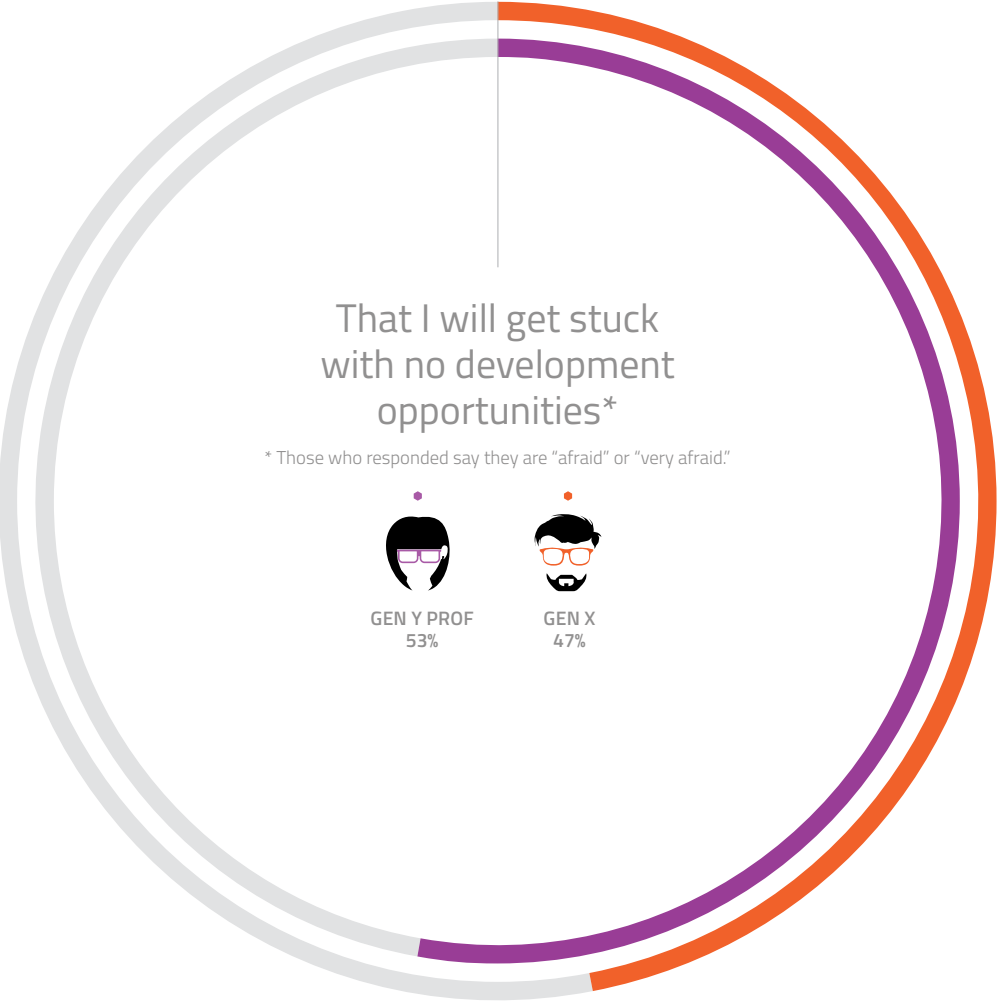 That I will get stuck
with no development
opportunities*
* Those who responded say they are “afraid” or “very afraid.”
GEN Y PROF
53%
GEN X
47%